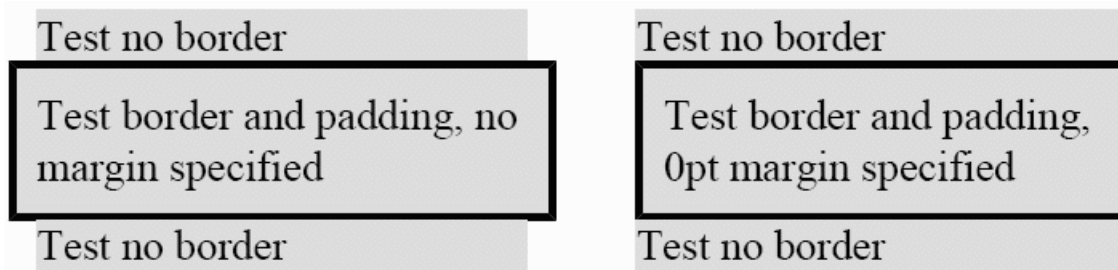 Test no border
Test border and padding, no
margin specified
Test no border
Test no border
Test border and padding,
0pt margin specified
Test no border